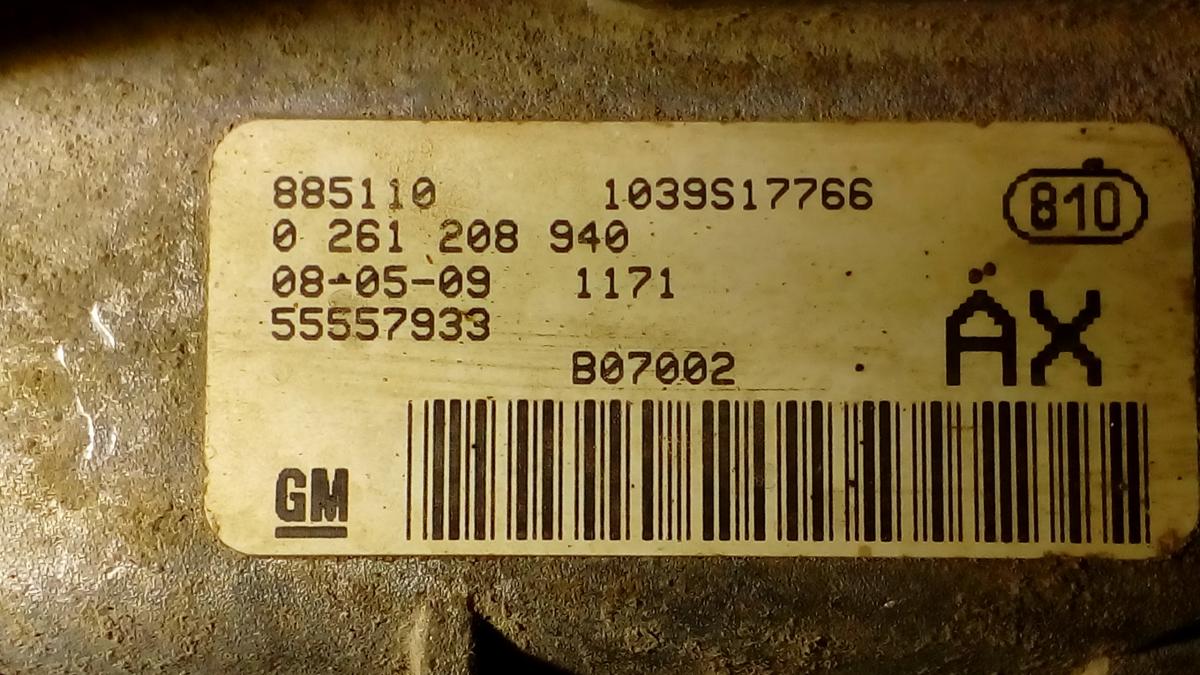 885110 1039S17766 810
0 261 208 940
08-05-09 1171
55557933 ÄX
B07002
GM